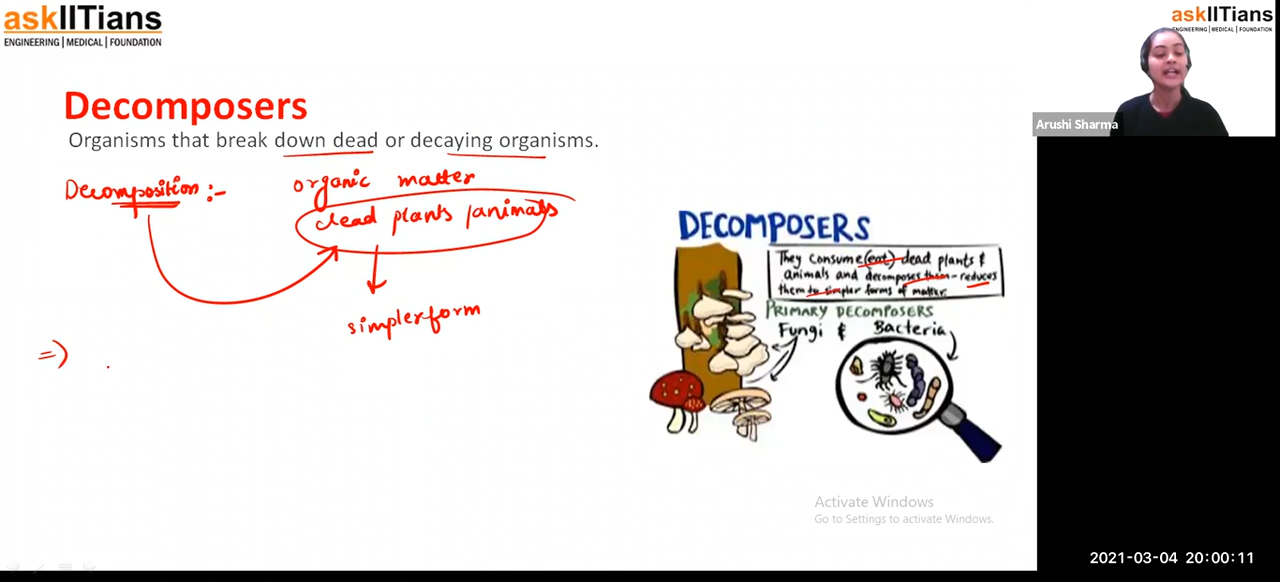 askIITians
ENGINEERING | MEDICAL | FOUNDATION
askIITians
ENGINEERING | MEDICAL | FOUNDATION
Arushi Sharma
Decomposers
Organisms that break down dead or decaying organisms.
Decomposition :-
organic matter
dead plants /animals
simpler form
=>
DECOMPOSERS
They consume (eat) dead plants &
animals and decomposes them - reduces
them to simpler forms of matter.
PRIMARY DECOMPOSERS
Fungi & Bacteria
Activate Windows
Go to Settings to activate Windows.
2021-03-04 20:00:11